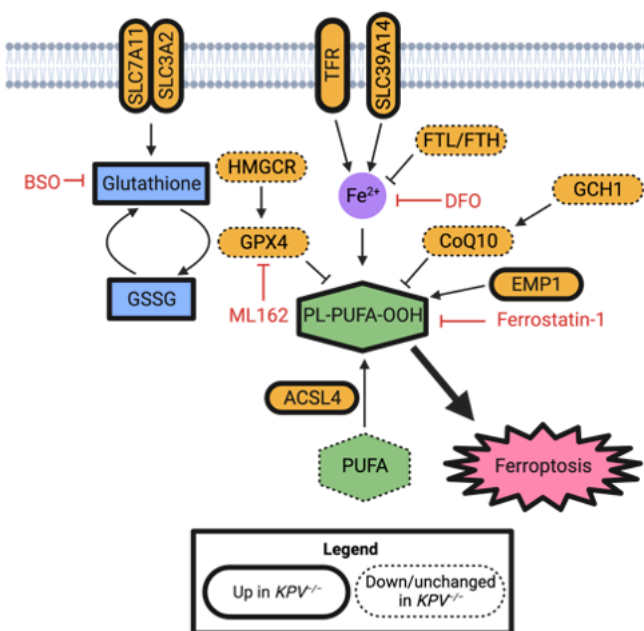 SLC7A11
SLC3A2
TFR
SLC39A14
FTL/FTH
HMGCR
BSO
Glutathione
Fe²⁺
DFO
GCH1
GPX4
CoQ10
EMP1
GSSG
ML162
PL-PUFA-OOH
Ferrostatin-1
ACSL4
PUFA
Ferroptosis
Legend
Up in KPV⁻/⁻
Down/unchanged
in KPV⁻/⁻